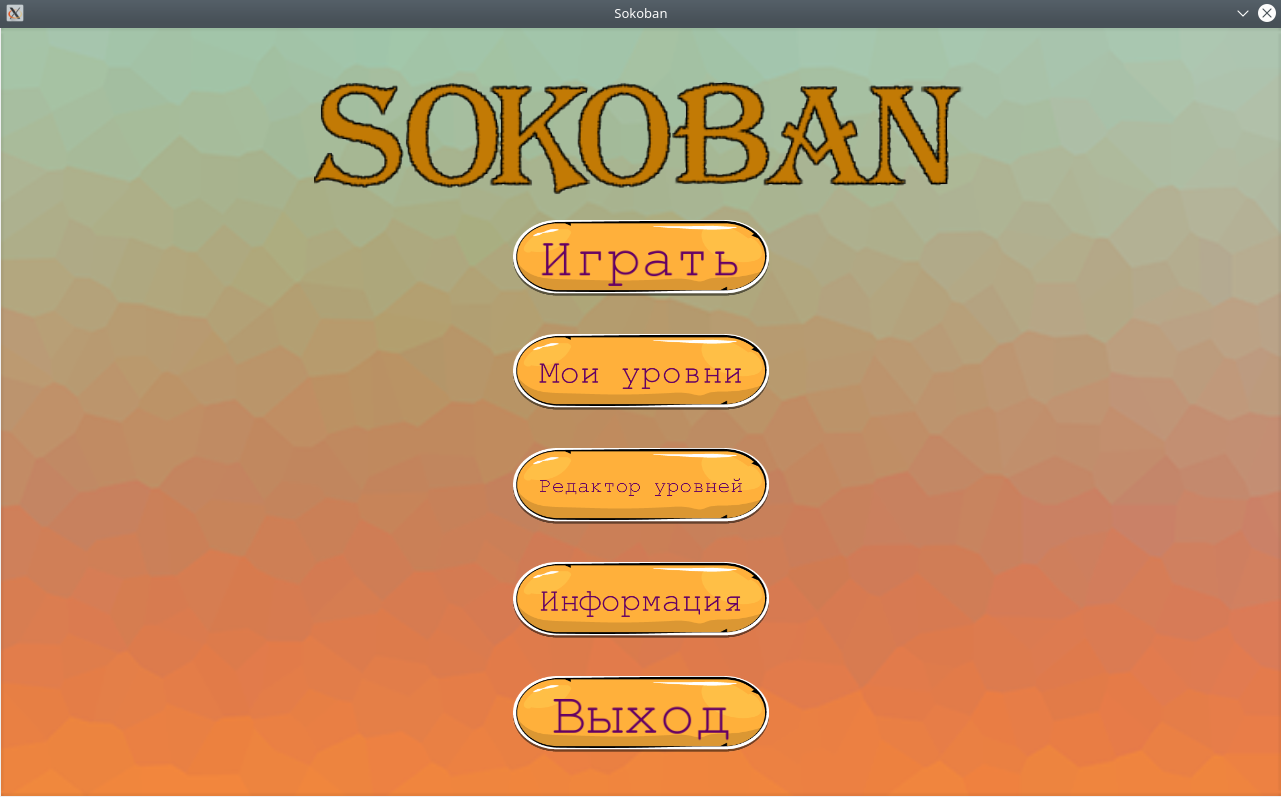 Sokoban
SOKOBAN
Играть
Мои уровни
Редактор уровней
Информация
Выход